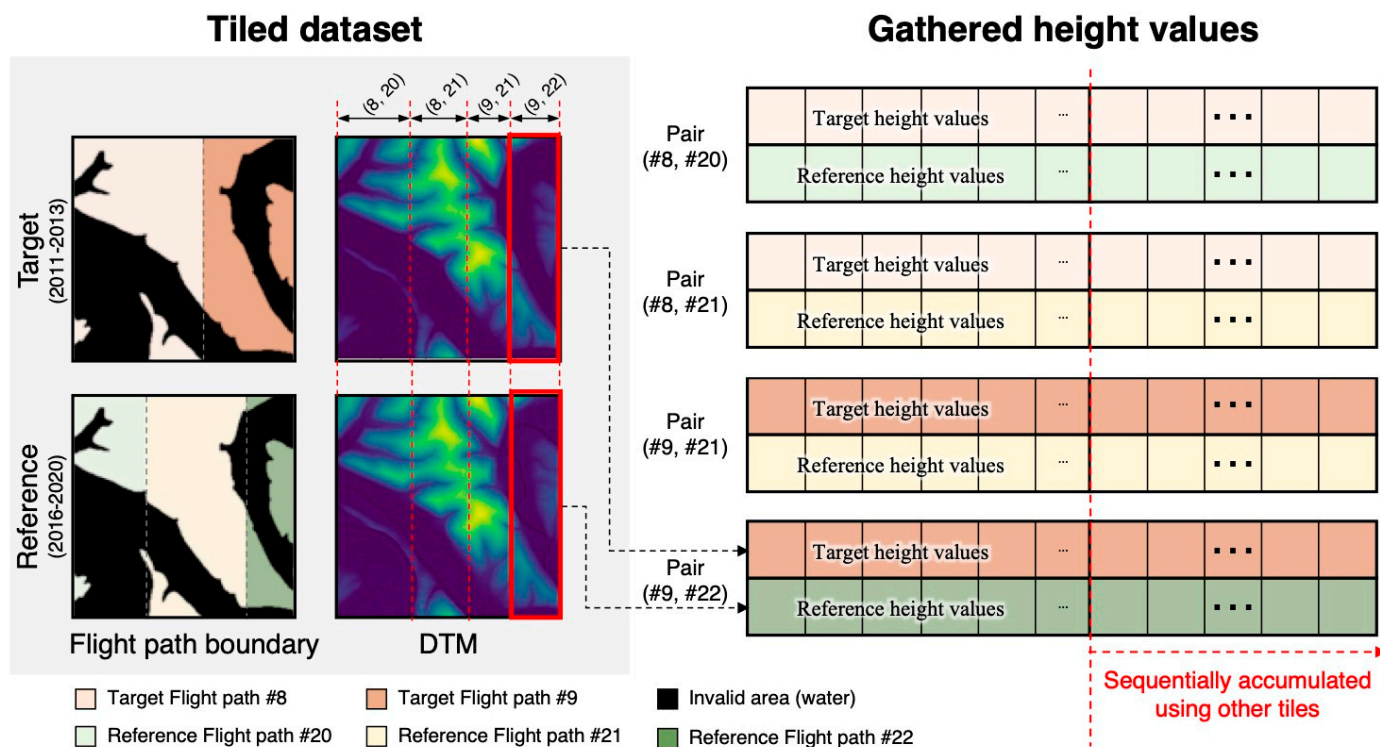 Tiled dataset
Gathered height values
(8, 20)
(8, 21)
(9, 21)
(9, 22)
Target
(2011-2013)
Reference
(2016-2020)
Flight path boundary
DTM
Pair
(#8, #20)
Target height values ... ...
Reference height values ... ...
Pair
(#8, #21)
Target height values ... ...
Reference height values ... ...
Pair
(#9, #21)
Target height values ... ...
Reference height values ... ...
Pair
(#9, #22)
Target height values ... ...
Reference height values ... ...
Sequentially accumulated
using other tiles
Target Flight path #8
Target Flight path #9
Invalid area (water)
Reference Flight path #20
Reference Flight path #21
Reference Flight path #22